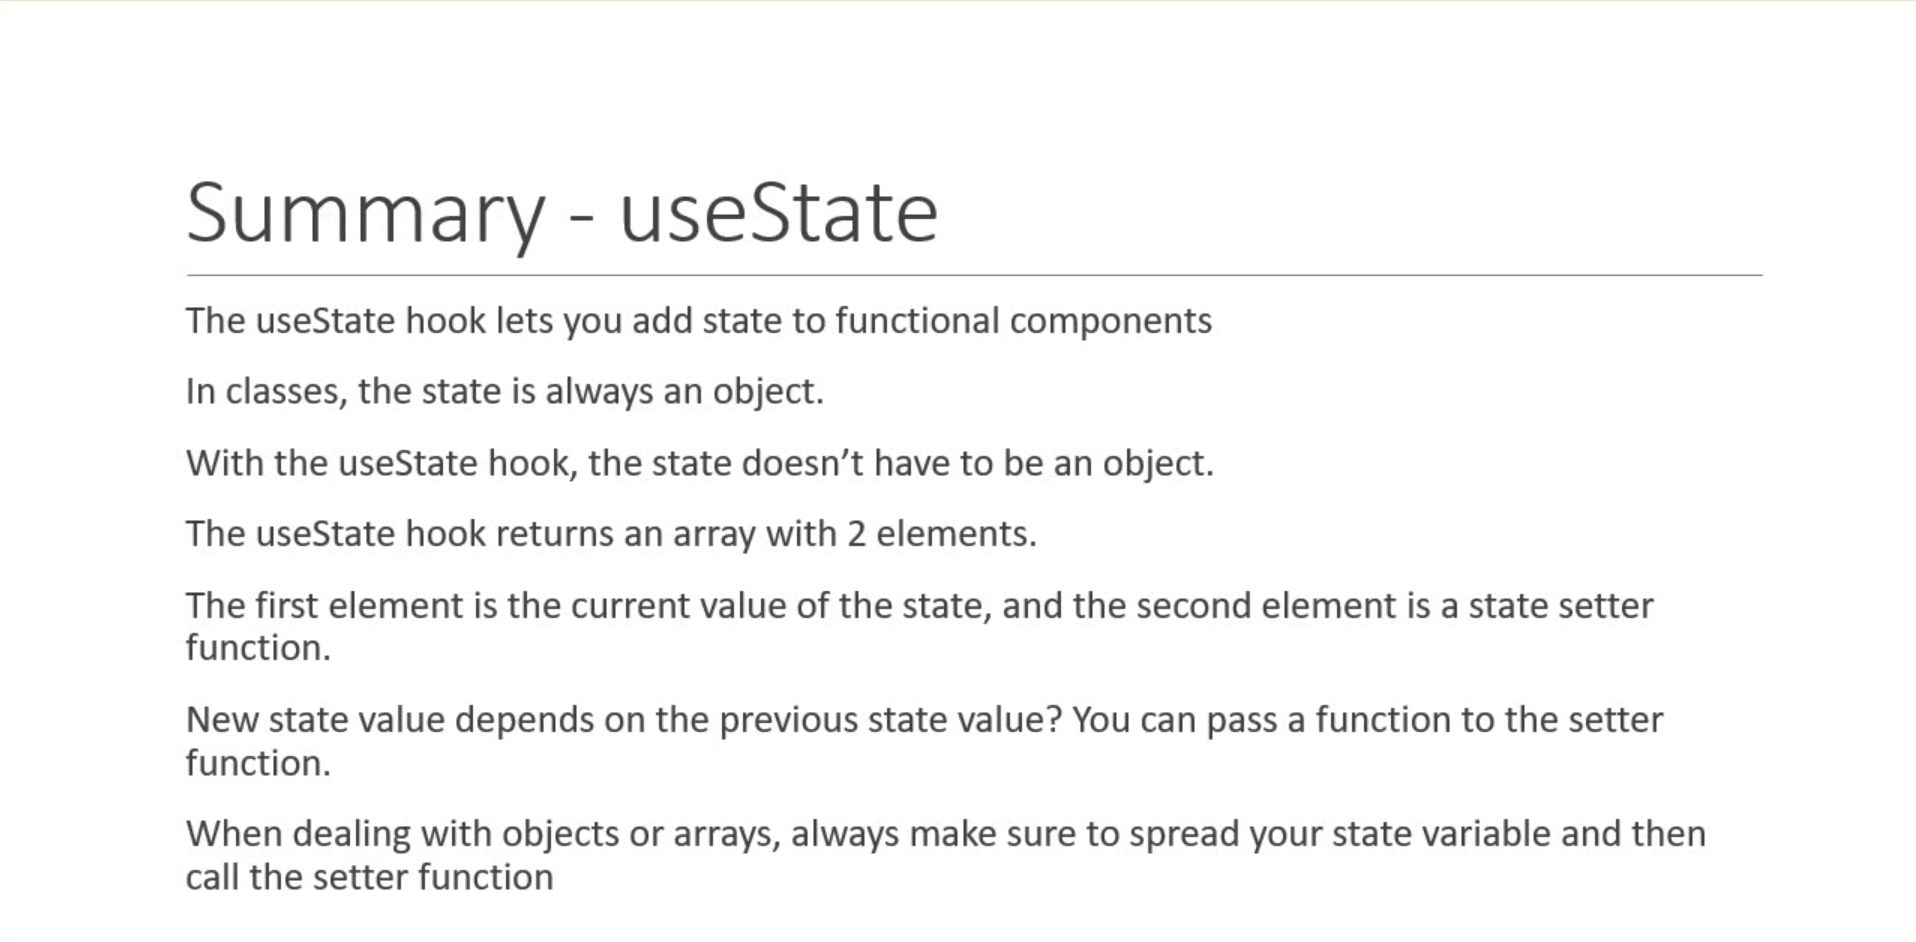 Summary - useState
The useState hook lets you add state to functional components
In classes, the state is always an object.
With the useState hook, the state doesn’t have to be an object.
The useState hook returns an array with 2 elements.
The first element is the current value of the state, and the second element is a state setter
function.
New state value depends on the previous state value? You can pass a function to the setter
function.
When dealing with objects or arrays, always make sure to spread your state variable and then
call the setter function